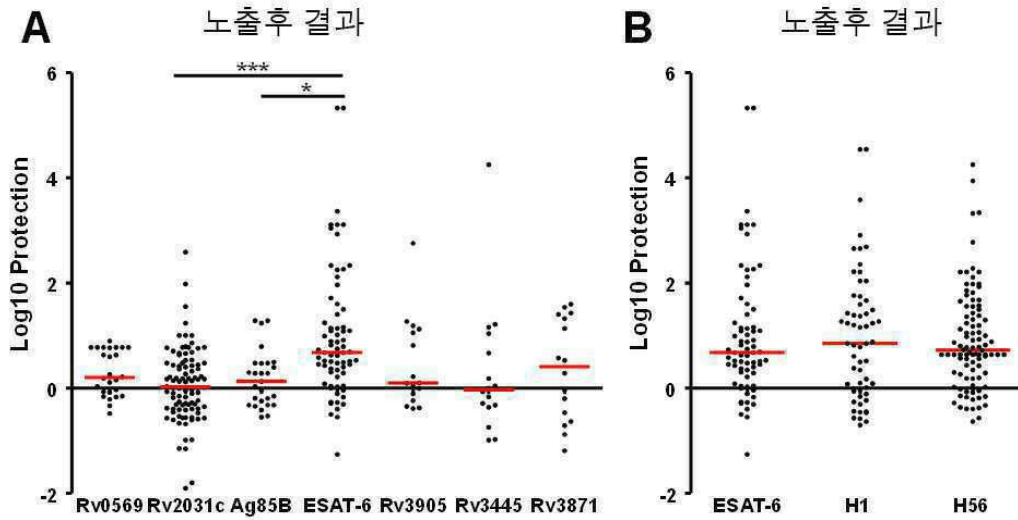 A
노출후 결과
Log10 Protection
6
4
2
0
-2
***
*
Rv0569 Rv2031c Ag85B ESAT-6 Rv3905 Rv3445 Rv3871
B
노출후 결과
Log10 Protection
6
4
2
0
-2
ESAT-6 H1 H56